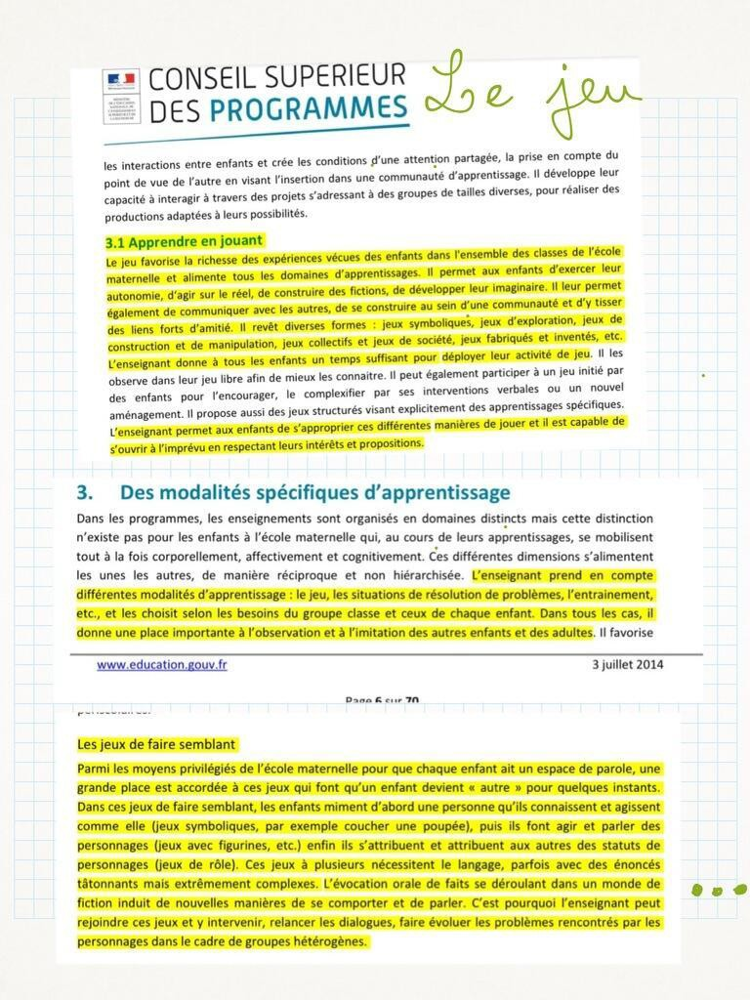 CONSEIL SUPERIEUR
DES PROGRAMMES
Le jeu
les interactions entre enfants et crée les conditions d'une attention partagée, la prise en compte du
point de vue de l'autre en visant l'insertion dans une communauté d'apprentissage. Il développe leur
capacité à interagir à travers des projets s'adressant à des groupes de tailles diverses, pour réaliser des
productions adaptées à leurs possibilités.
3.1 Apprendre en jouant
Le jeu favorise la richesse des expériences vécues des enfants dans l'ensemble des classes de l'école
maternelle et alimente tous les domaines d'apprentissages. Il permet aux enfants d'exercer leur
autonomie, d'agir sur le réel, de construire des fictions, de développer leur imaginaire. Il leur permet
également de communiquer avec les autres, de se construire au sein d'une communauté et d'y tisser
des liens forts d'amitié. Il revêt diverses formes : jeux symboliques, jeux d'exploration, jeux de
construction et de manipulation, jeux collectifs et jeux de société, jeux fabriqués et inventés, etc.
L'enseignant donne à tous les enfants un temps suffisant pour déployer leur activité de jeu. Il les
observe dans leur jeu libre afin de mieux les connaitre. Il peut également participer à un jeu initié par
des enfants pour l'encourager, le complexifier par ses interventions verbales ou un nouvel
aménagement. Il propose aussi des jeux structurés visant explicitement des apprentissages spécifiques.
L'enseignant permet aux enfants de s'approprier ces différentes manières de jouer et il est capable de
s'ouvrir à l'imprévu en respectant leurs intérêts et propositions.
3. Des modalités spécifiques d'apprentissage
Dans les programmes, les enseignements sont organisés en domaines distincts mais cette distinction
n'existe pas pour les enfants à l'école maternelle qui, au cours de leurs apprentissages, se mobilisent
tout à la fois corporellement, affectivement et cognitivement. Ces différentes dimensions s'alimentent
les unes les autres, de manière réciproque et non hiérarchisée. L'enseignant prend en compte
différentes modalités d'apprentissage : le jeu, les situations de résolution de problèmes, l'entrainement,
etc., et les choisit selon les besoins du groupe classe et ceux de chaque enfant. Dans tous les cas, il
donne une place importante à l'observation et à l'imitation des autres enfants et des adultes. Il favorise
www.education.gouv.fr 3 juillet 2014
Page 6 sur 70
Les jeux de faire semblant
Parmi les moyens privilégiés de l'école maternelle pour que chaque enfant ait un espace de parole, une
grande place est accordée à ces jeux qui font qu'un enfant devient « autre » pour quelques instants.
Dans ces jeux de faire semblant, les enfants miment d'abord une personne qu'ils connaissent et agissent
comme elle (jeux symboliques, par exemple coucher une poupée), puis ils font agir et parler des
personnages (jeux avec figurines, etc.) enfin ils s'attribuent et attribuent aux autres des statuts de
personnages (jeux de rôle). Ces jeux à plusieurs nécessitent le langage, parfois avec des énoncés
tâtonnants mais extrêmement complexes. L'évocation orale de faits se déroulant dans un monde de
fiction induit de nouvelles manières de se comporter et de parler. C'est pourquoi l'enseignant peut
rejoindre ces jeux et y intervenir, relancer les dialogues, faire évoluer les problèmes rencontrés par les
personnages dans le cadre de groupes hétérogènes.